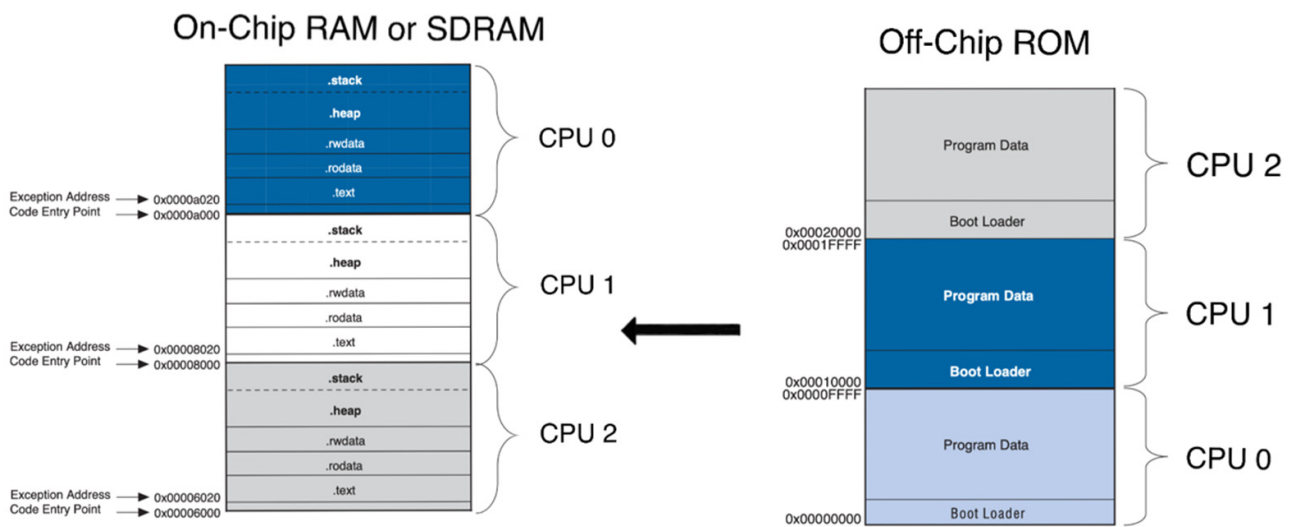 On-Chip RAM or SDRAM
.stack
.heap
.rwdata
.rodata
.text
CPU 0
Exception Address 0x0000a020
Code Entry Point 0x0000a000
.stack
.heap
.rwdata
.rodata
.text
CPU 1
Exception Address 0x00008020
Code Entry Point 0x00008000
.stack
.heap
.rwdata
.rodata
.text
CPU 2
Exception Address 0x00006020
Code Entry Point 0x00006000
Off-Chip ROM
Program Data
CPU 2
Boot Loader
0x00020000
0x0001FFFF
Program Data
CPU 1
Boot Loader
0x00010000
0x0000FFFF
Program Data
CPU 0
Boot Loader
0x00000000